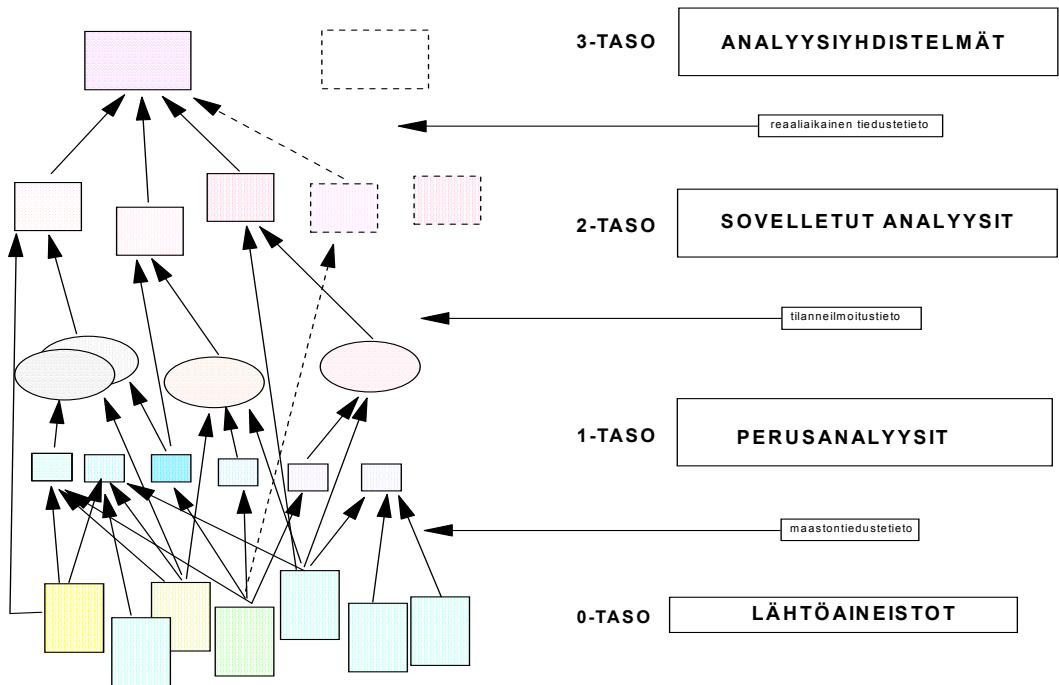 3-TASO ANALYYSIYHDISTELMÄT
reaaliaikainen tiedustetieto
2-TASO SOVELLETUT ANALYYSIT
tilanneilmoitustieto
1-TASO PERUSANALYYSIT
maastontiedustetieto
0-TASO LÄHTÖAINEISTOT